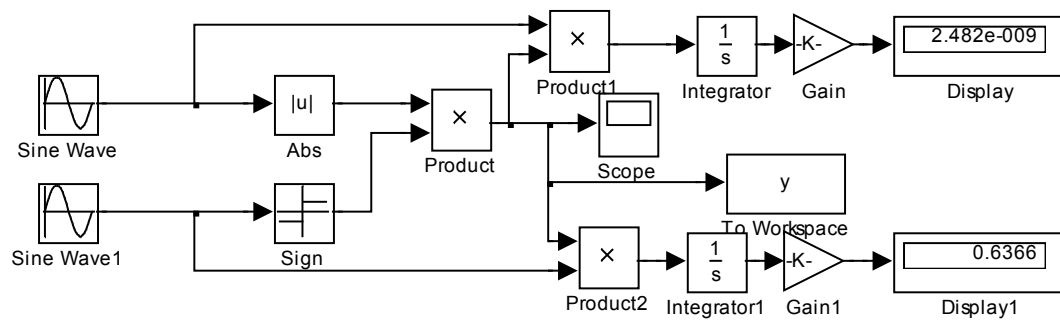 ×
Product1
1
s
Integrator
-K-
Gain
2.482e-009
Display
Sine Wave
|u|
Abs
×
Product
Scope
y
To Workspace
Sine Wave1
Sign
×
Product2
1
s
Integrator1
-K-
Gain1
0.6366
Display1